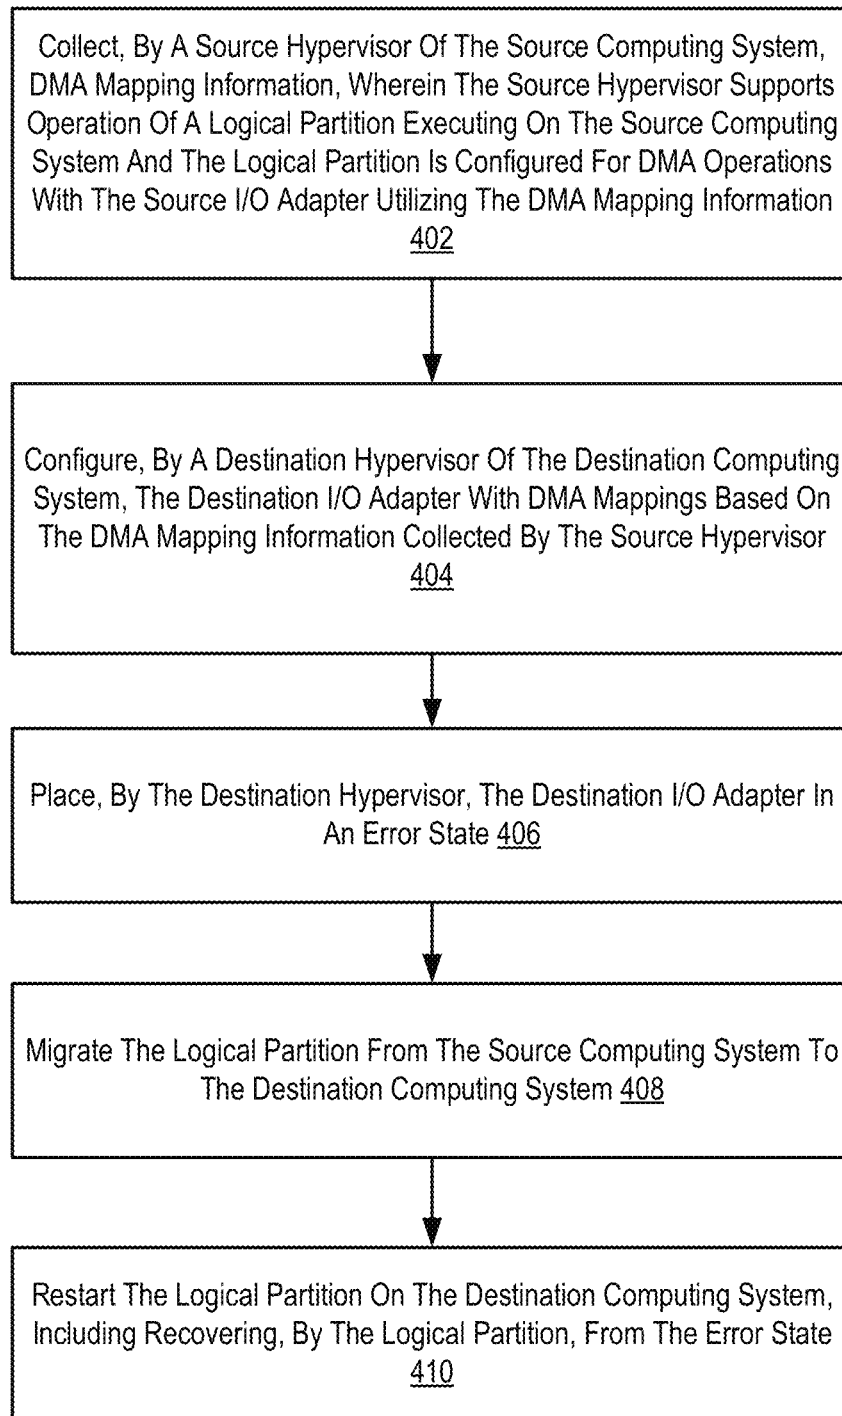 Collect, By A Source Hypervisor Of The Source Computing System,
DMA Mapping Information, Wherein The Source Hypervisor Supports
Operation Of A Logical Partition Executing On The Source Computing
System And The Logical Partition Is Configured For DMA Operations
With The Source I/O Adapter Utilizing The DMA Mapping Information
402
Configure, By A Destination Hypervisor Of The Destination Computing
System, The Destination I/O Adapter With DMA Mappings Based On
The DMA Mapping Information Collected By The Source Hypervisor
404
Place, By The Destination Hypervisor, The Destination I/O Adapter In
An Error State 406
Migrate The Logical Partition From The Source Computing System To
The Destination Computing System 408
Restart The Logical Partition On The Destination Computing System,
Including Recovering, By The Logical Partition, From The Error State
410